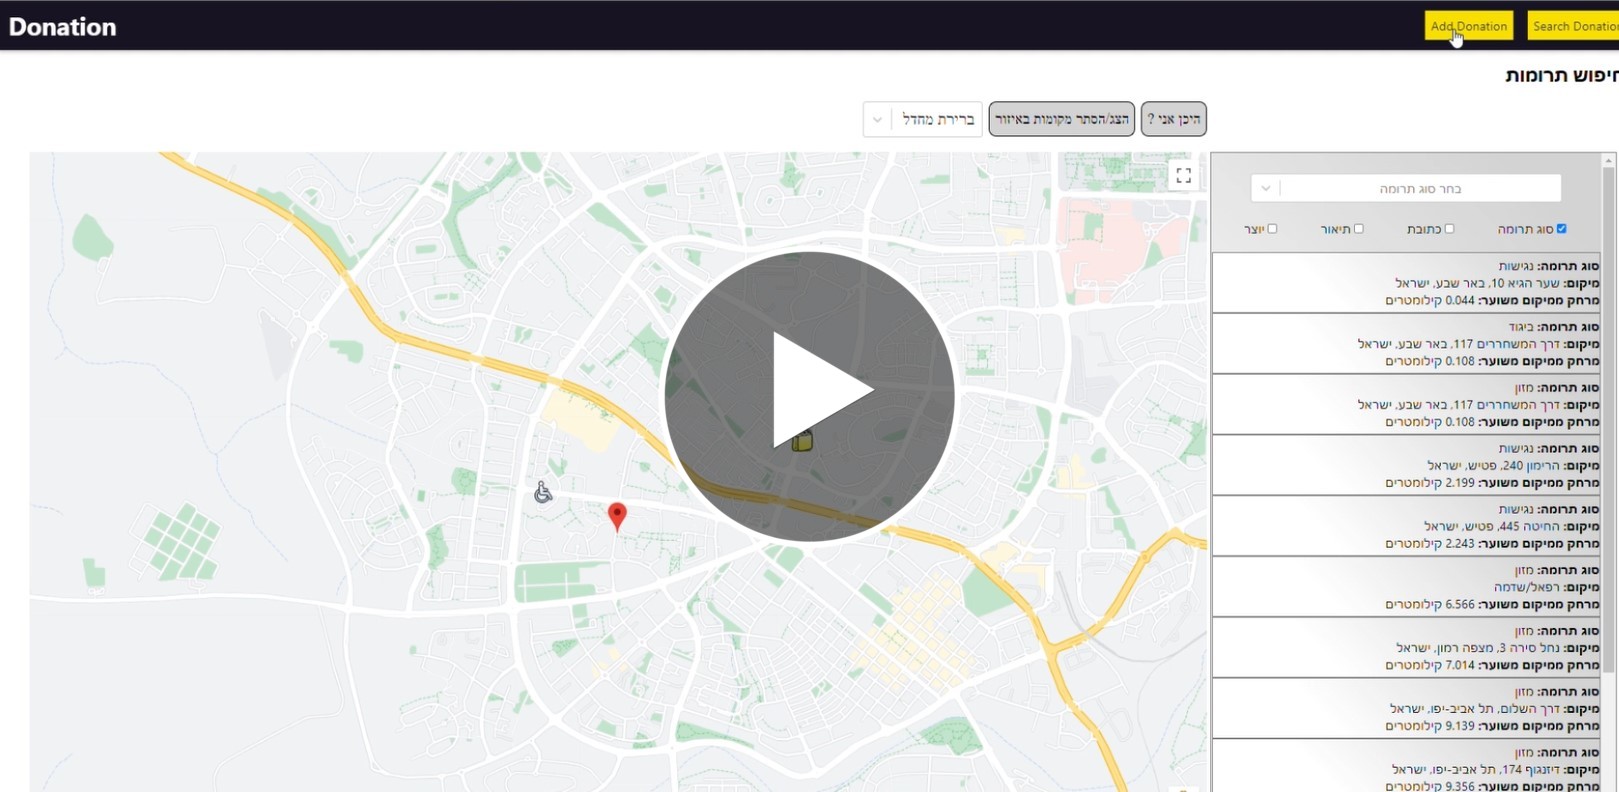 Donation
Add Donation
Search Donation
חיפוש תרומות
היכן אני ?
הצג/הסתר מקומות באיזור
ברירת מחדל
בחר סוג תרומה
סוג תרומה
כתובת
תיאור
יוצר
סוג תרומה: נגישות
מיקום: שער הגיא 10, באר שבע, ישראל
מרחק ממיקום משוער: 0.044 קילומטרים
סוג תרומה: ביגוד
מיקום: דרך המשחררים 117, באר שבע, ישראל
מרחק ממיקום משוער: 0.108 קילומטרים
סוג תרומה: מזון
מיקום: דרך המשחררים 117, באר שבע, ישראל
מרחק ממיקום משוער: 0.108 קילומטרים
סוג תרומה: נגישות
מיקום: הרימון 240, פטיש, ישראל
מרחק ממיקום משוער: 2.199 קילומטרים
סוג תרומה: נגישות
מיקום: החיטה 445, פטיש, ישראל
מרחק ממיקום משוער: 2.243 קילומטרים
סוג תרומה: מזון
מיקום: רפאל/שדמה
מרחק ממיקום משוער: 6.566 קילומטרים
סוג תרומה: מזון
מיקום: נחל סירה 3, מצפה רמון, ישראל
מרחק ממיקום משוער: 7.014 קילומטרים
סוג תרומה: מזון
מיקום: דרך השלום, תל אביב-יפו, ישראל
מרחק ממיקום משוער: 9.139 קילומטרים
סוג תרומה: מזון
מיקום: דיזנגוף 174, תל אביב-יפו, ישראל
מרחק ממיקום משוער: 9.356 קילומטרים